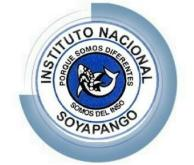 INSTITUTO NACIONAL
PORQUE SOMOS DIFERENTES
SOMOS DEL INSO
SOYAPANGO